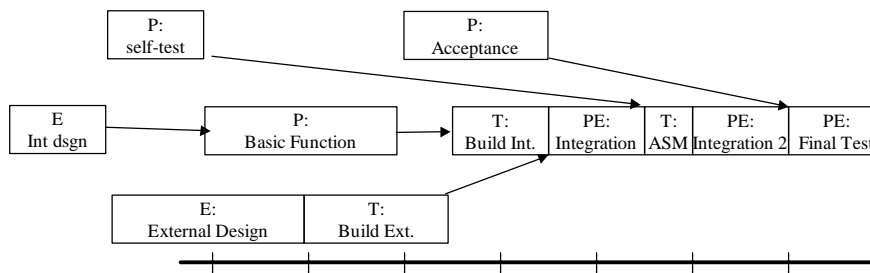 P:
self-test
P:
Acceptance
E
Int dsgn
P:
Basic Function
T:
Build Int.
PE:
Integration
T:
ASM
PE:
Integration 2
PE:
Final Test
E:
External Design
T:
Build Ext.